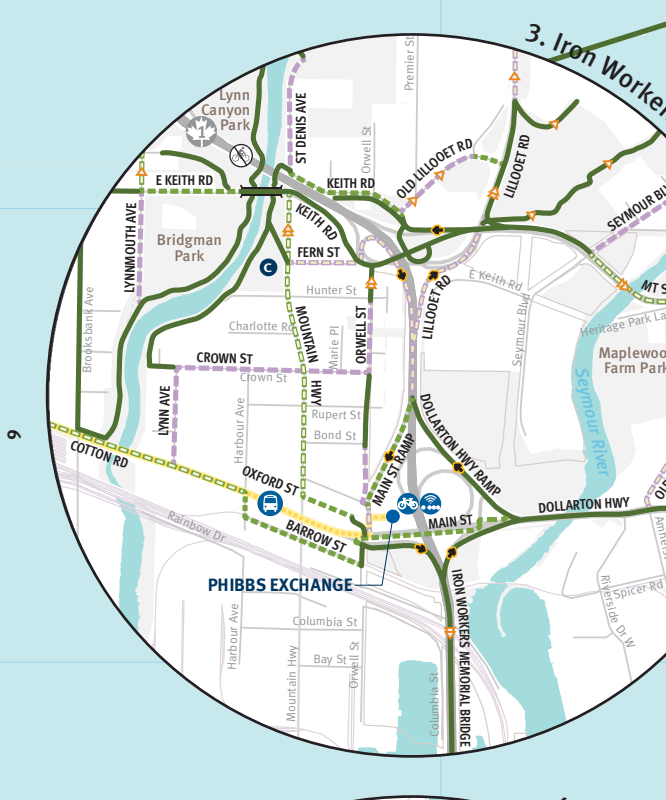 3. Iron Worker
Premier St
Lynn
Canyon
Park
1
ST DENIS AVE
Orwell St
OLD LILLOOET RD
LILLOOET RD
E KEITH RD
KEITH RD
KEITH RD
SEYMOUR BL
LYNNMOUTH AVE
Bridgman
Park
FERN ST
C
E Keith Rd
Hunter St
LILLOOET RD
MT S
Brooksbank Ave
Charlotte Rd
MOUNTAIN
HWY
Marie Pl
ORWELL ST
Seymour Blvd
Heritage Park La
Maplewoo
Farm Park
CROWN ST
Crown St
Seymour River
LYNN AVE
Harbour Ave
Rupert St
Bond St
DOLLARTON HWY RAMP
MAIN ST RAMP
9
COTTON RD
OXFORD ST
DOLLARTON HWY
Rainbow Dr
BARROW ST
MAIN ST
Amherst
PHIBBS EXCHANGE
IRON WORKERS MEMORIAL BRIDGE
Riverside Dr W
Spicer Rd
Harbour Ave
Columbia St
Mountain Hwy
Bay St
Orwell St
Columbia St